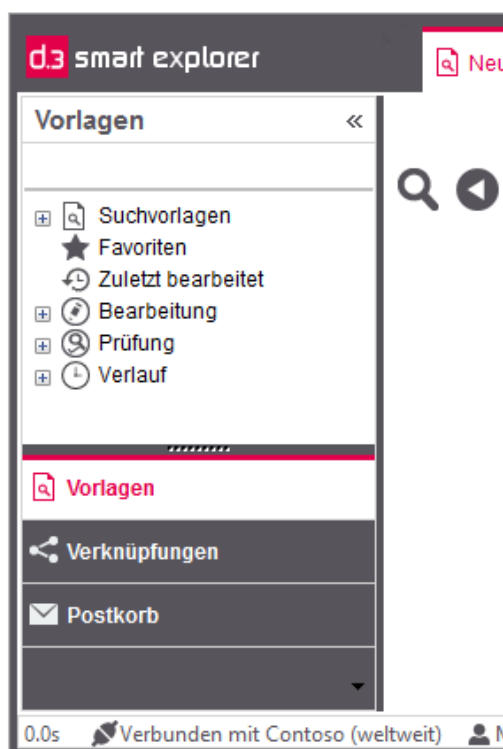 d.3 smart explorer
Neu
Vorlagen «
Suchvorlagen
Favoriten
Zuletzt bearbeitet
Bearbeitung
Prüfung
Verlauf
Vorlagen
Verknüpfungen
Postkorb
0.0s Verbunden mit Contoso (weltweit)